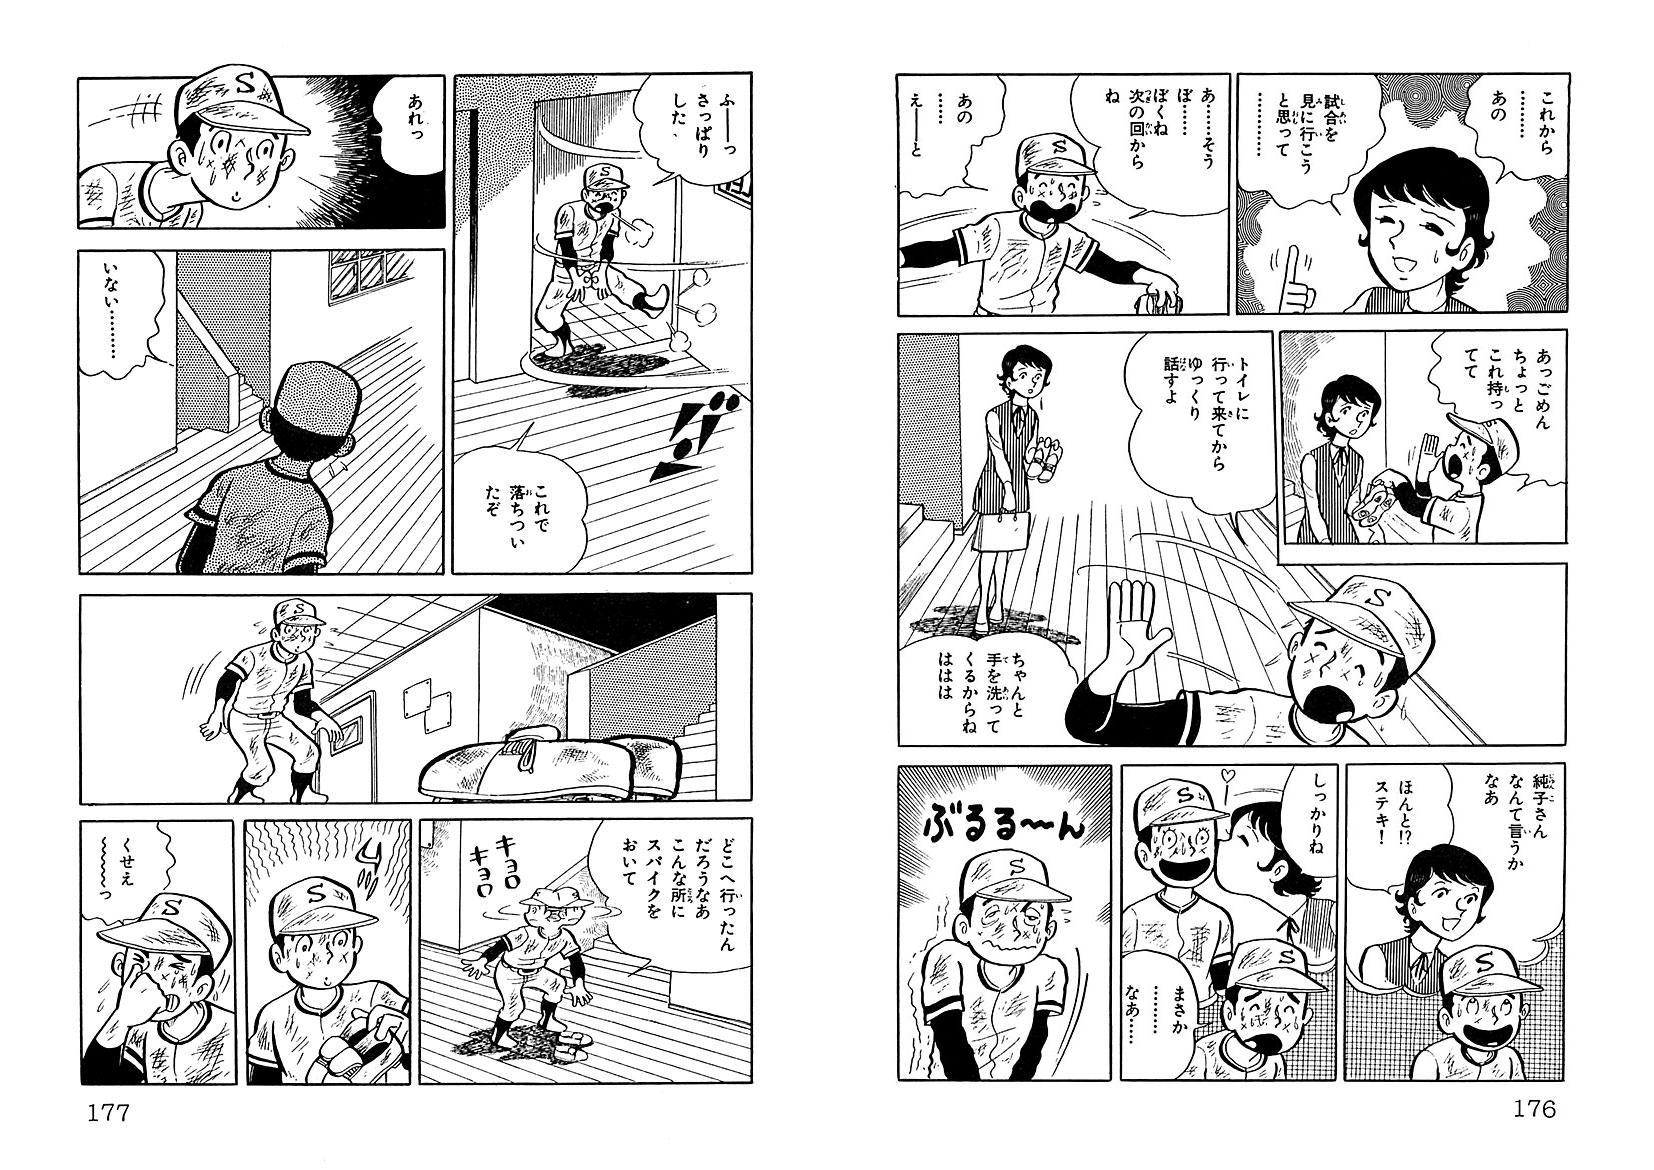 これから
………
あの
試合を
見に行こう
と思って
…………
あ……そう
ぼ……
ぼくね
次の回から
ね
あの
……
え——と
あっごめん
ちょっと
これ持っ
てて
トイレに
行って来てから
ゆっくり
話すよ
ちゃんと
手を洗って
くるからね
ははは
純子さん
なんて言うか
なあ
ほんと!?
ステキ!
しっかりね
まさか
………
なあ……
ぶるる〜ん
176
ふ——っ
さっぱり
した
これで
落ちつい
たぞ
あれっ
いない………
どこへ行ったん
だろうなあ
こんな所に
スパイクを
おいて
キョロ
キョロ
くせえ
〜〜〜っ
177